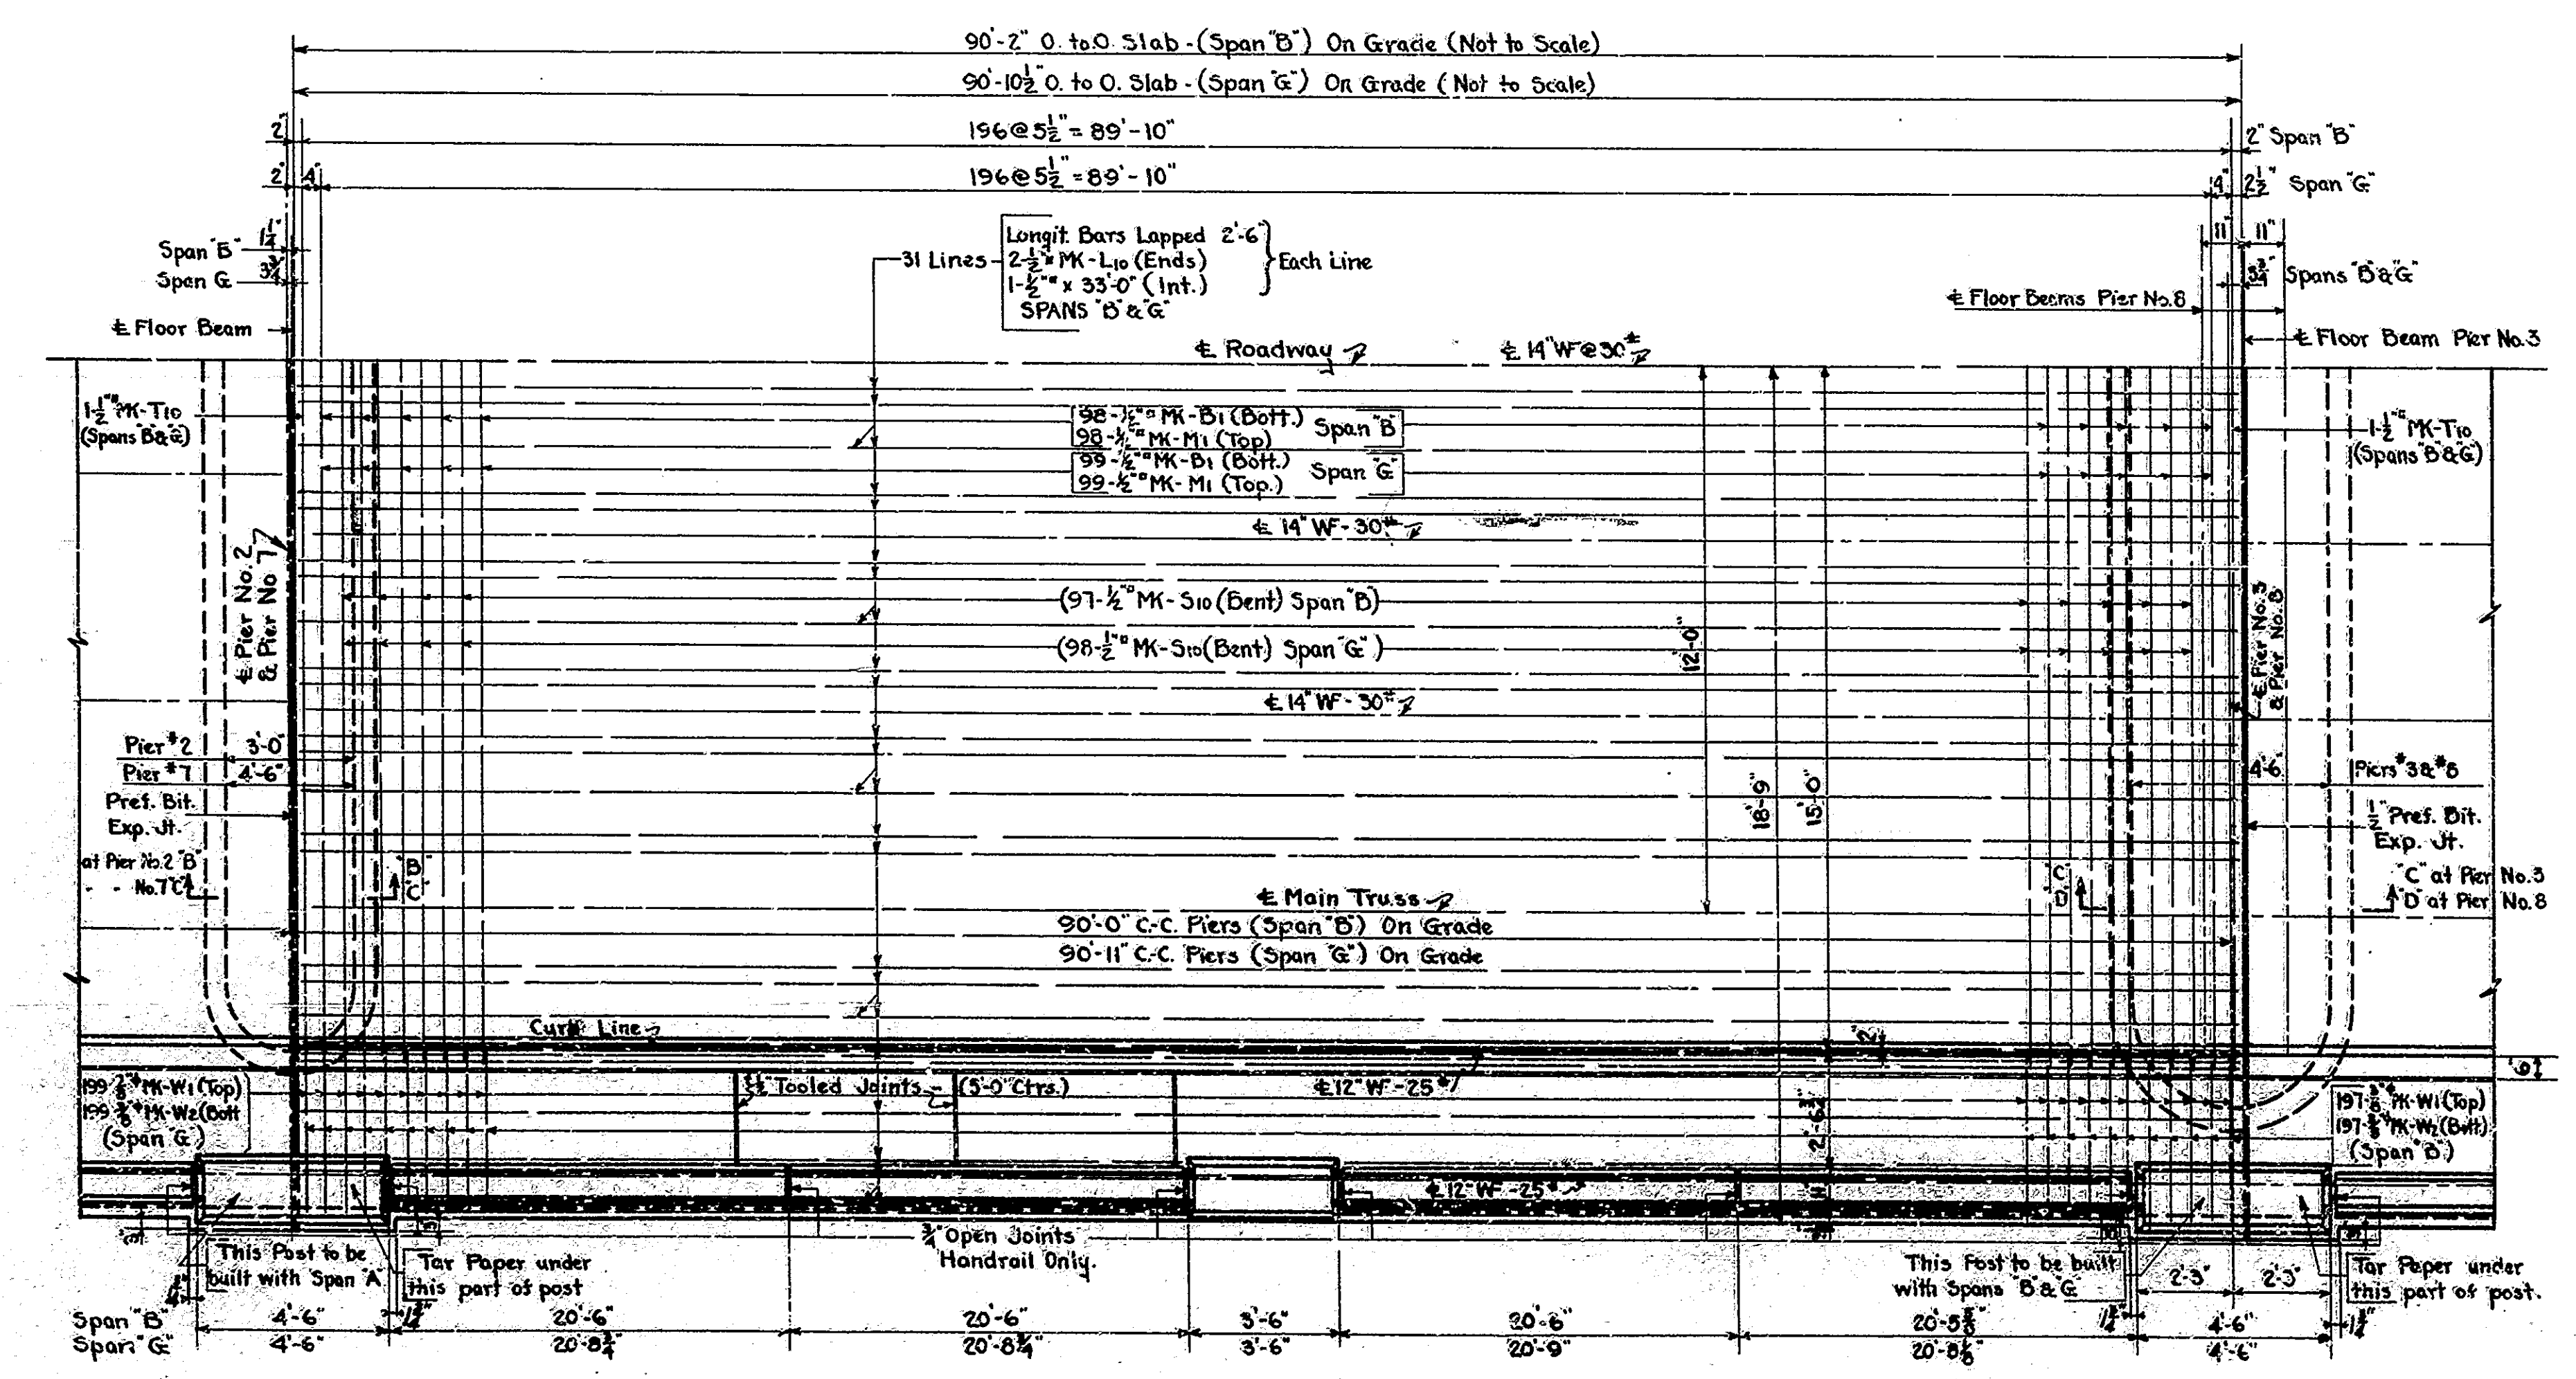 90'-2" O. to O. Slab - (Span "B") On Grade (Not to Scale)
90'-10½" O. to O. Slab - (Span "G") On Grade (Not to Scale)
2"
196@5½" = 89'-10"
2" Span "B"
2" 4"
196@5½" = 89'-10"
4" 2½" Span "G"
Span "B" 1¼"
Span G 3¾"
℄ Floor Beam
31 Lines
Longit. Bars Lapped 2'-6"
2-½"□ MK-L10 (Ends)
1-½"□ x 33'-0" (Int.)
SPANS "B" & "G"
Each Line
11" 11"
3¾" Spans "B" & "G"
℄ Floor Beams Pier No. 8
℄ Floor Beam Pier No. 3
℄ Roadway
℄ 14" WF @ 30#
1-½"□ MK-T10
(Spans "B" & "G")
98-½"□ MK-B1 (Bott.)
98-½"□ MK-M1 (Top)
Span "B"
99-½"□ MK-B1 (Bott.)
99-½"□ MK-M1 (Top.)
Span "G"
1-½"□ MK-T10
(Spans "B" & "G")
℄ 14" WF - 30#
℄ Pier No. 2
& Pier No 7
(97-½"□ MK-S10 (Bent) Span "B")
(98-½"□ MK-S10 (Bent) Span "G")
12'-0"
℄ Pier No. 3
& Pier No. 8
℄ 14" WF - 30#
Pier #2 3'-0"
Pier #7 4'-6"
Pref. Bit.
Exp. Jt.
at Pier No. 2 "B"
" " No. 7 "C"
"B"
"C"
18'-9"
15'-0"
4'-6"
Piers #3 & #8
½" Pref. Bit.
Exp. Jt.
"C" at Pier No. 3
"D" at Pier No. 8
"C"
"D"
℄ Main Truss
90'-0" C.-C. Piers (Span "B") On Grade
90'-11" C.-C. Piers (Span "G") On Grade
Curb Line
2"
9"
199 ⅜"ϕ MK-W1 (Top)
199 ⅜"ϕ MK-W2 (Bott
(Span "G")
Tooled Joints - (5'-0" Ctrs.)
℄ 12" WF - 25#
2'-6¾"
197-⅜"ϕ MK-W1 (Top)
197-⅜"ϕ MK-W2 (Bott)
(Span "B")
℄ 12" WF - 25#
¾" Open Joints
Handrail Only.
This Post to be
built with Span "A"
Tar Paper under
this part of post
This Post to be built
with Spans "B" & "G"
2'-3" 2'-3"
Tar Paper under
this part of post.
Span "B" 4'-6" 20'-6" 20'-6" 3'-6" 20'-6" 20'-5⅝" 4'-6"
Span "G" 4'-6" 20'-8¾" 20'-8¾" 3'-6" 20'-9" 20'-8⅝" 4'-6"